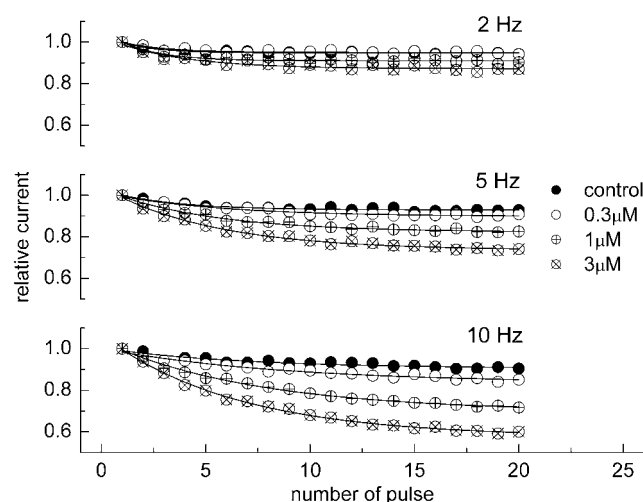 2 Hz
1.0
0.8
0.6
5 Hz
1.0
0.8
0.6
relative current
control
0.3μM
1μM
3μM
10 Hz
1.0
0.8
0.6
0 5 10 15 20 25
number of pulse